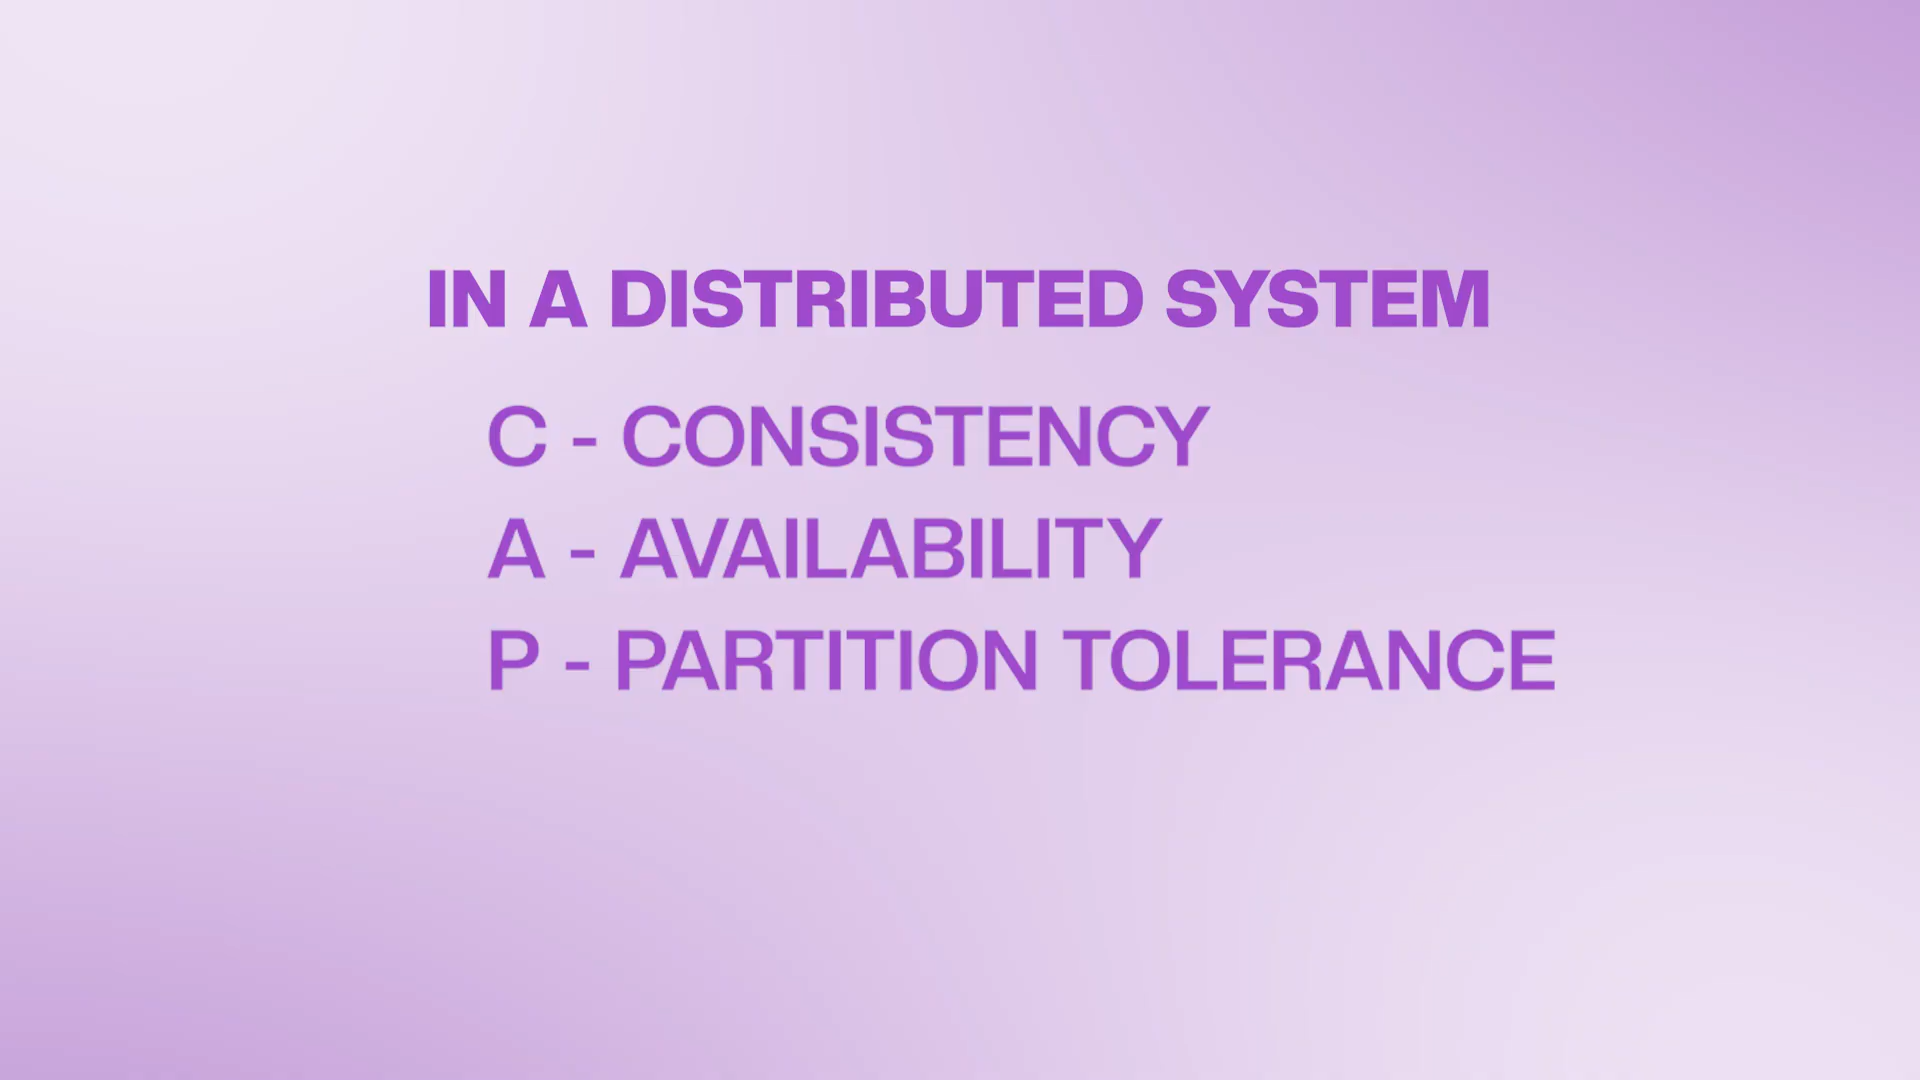 IN A DISTRIBUTED SYSTEM
C - CONSISTENCY
A - AVAILABILITY
P - PARTITION TOLERANCE